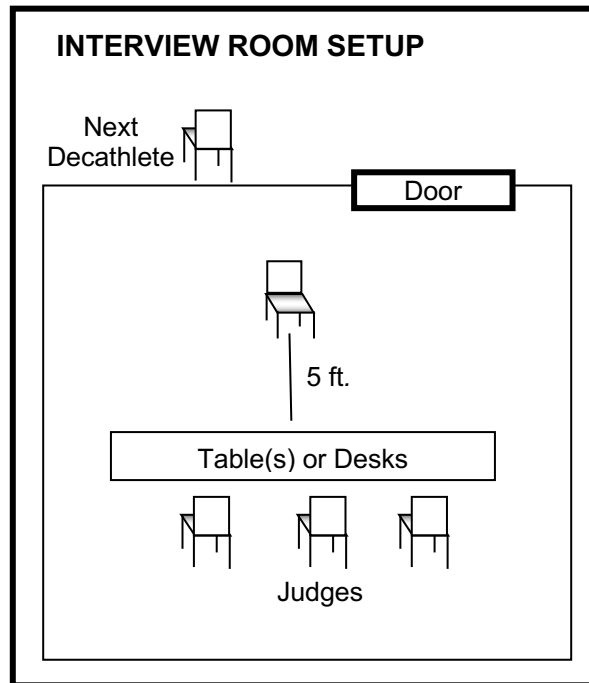 INTERVIEW ROOM SETUP
Next
Decathlete
Door
5 ft.
Table(s) or Desks
Judges